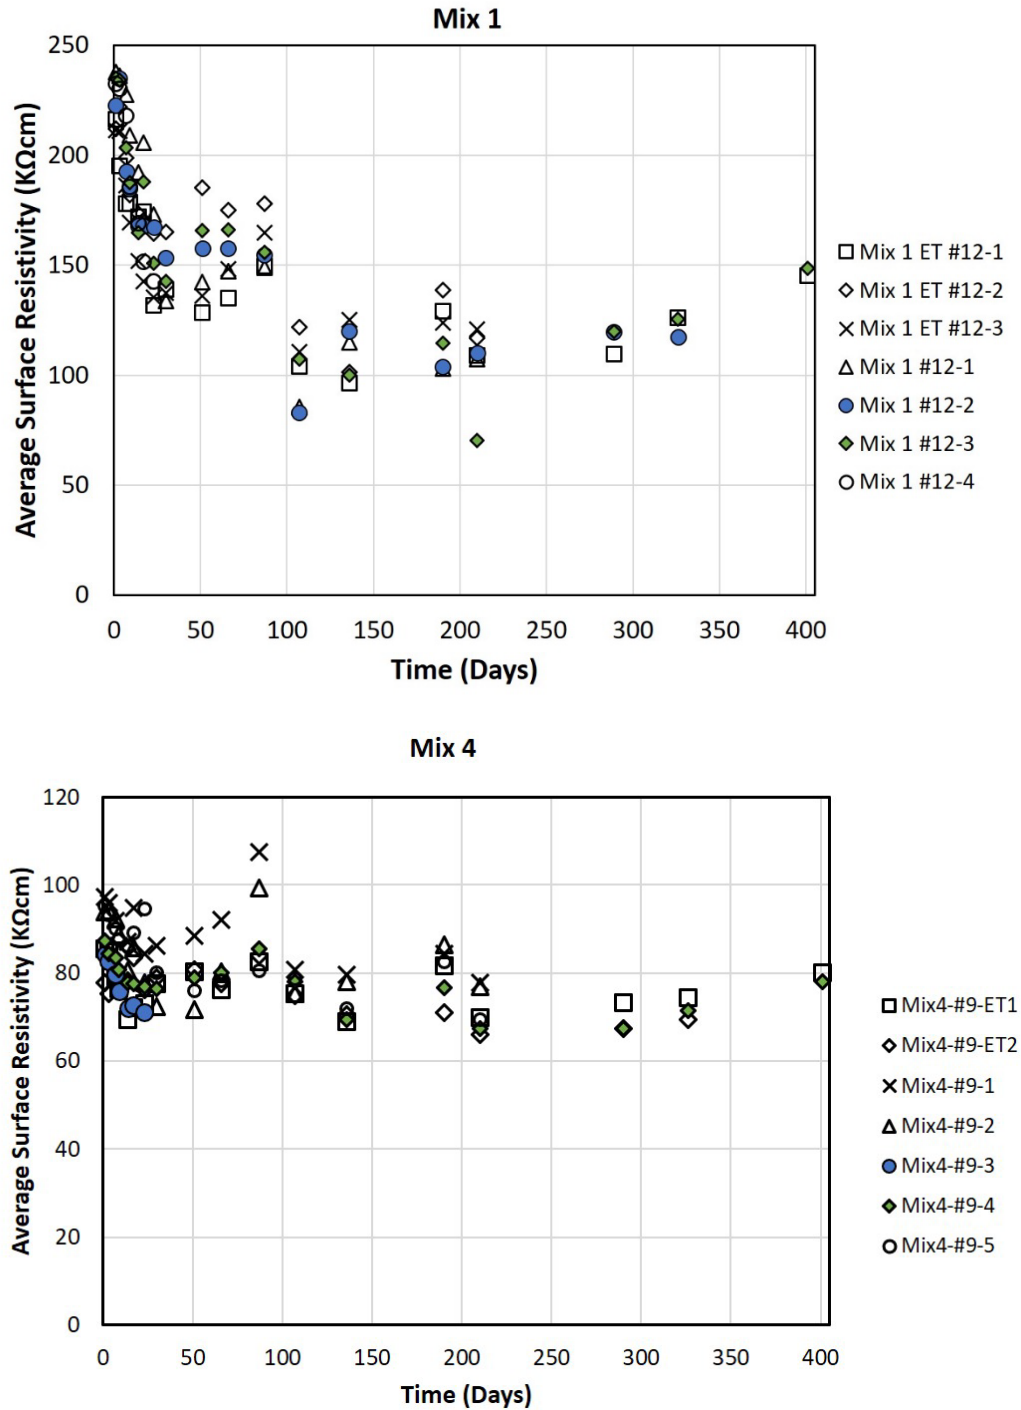 Mix 1
250
200
150
100
50
0
0 50 100 150 200 250 300 350 400
Average Surface Resistivity (KΩcm)
Time (Days)
Mix 1 ET #12-1
Mix 1 ET #12-2
Mix 1 ET #12-3
Mix 1 #12-1
Mix 1 #12-2
Mix 1 #12-3
Mix 1 #12-4
Mix 4
120
100
80
60
40
20
0
0 50 100 150 200 250 300 350 400
Average Surface Resistivity (KΩcm)
Time (Days)
Mix4-#9-ET1
Mix4-#9-ET2
Mix4-#9-1
Mix4-#9-2
Mix4-#9-3
Mix4-#9-4
Mix4-#9-5